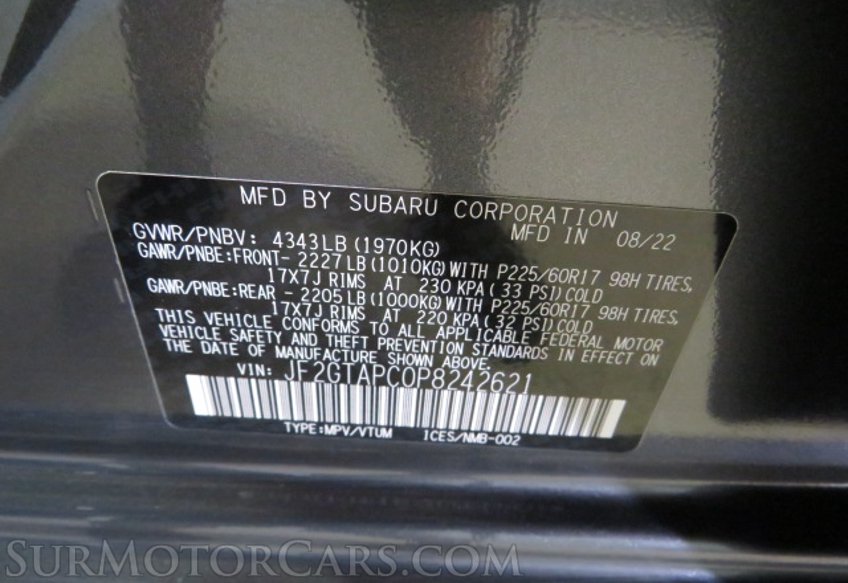 MFD BY SUBARU CORPORATION
GVWR/PNBV: 4343LB (1970KG) MFD IN 08/22
GAWR/PNBE:FRONT- 2227LB (1010KG) WITH P225/60R17 98H TIRES,
17X7J RIMS AT 230 KPA (33 PSI) COLD
GAWR/PNBE:REAR - 2205LB (1000KG) WITH P225/60R17 98H TIRES,
17X7J RIMS AT 220 KPA (32 PSI) COLD
THIS VEHICLE CONFORMS TO ALL APPLICABLE FEDERAL MOTOR
VEHICLE SAFETY AND THEFT PREVENTION STANDARDS IN EFFECT ON
THE DATE OF MANUFACTURE SHOWN ABOVE.
VIN: JF2GTAPC0P8242621
TYPE:MPV/VTUM ICES/NMB-002
SurMotorCars.com